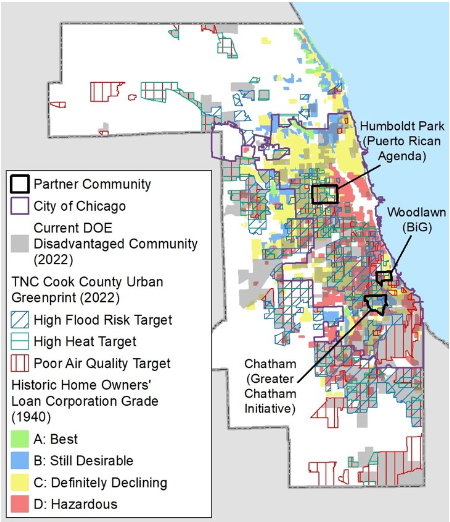 Humboldt Park
(Puerto Rican
Agenda)
Woodlawn
(BiG)
Chatham
(Greater
Chatham
Initiative)
Partner Community
City of Chicago
Current DOE
Disadvantaged Community
(2022)
TNC Cook County Urban
Greenprint (2022)
High Flood Risk Target
High Heat Target
Poor Air Quality Target
Historic Home Owners'
Loan Corporation Grade
(1940)
A: Best
B: Still Desirable
C: Definitely Declining
D: Hazardous